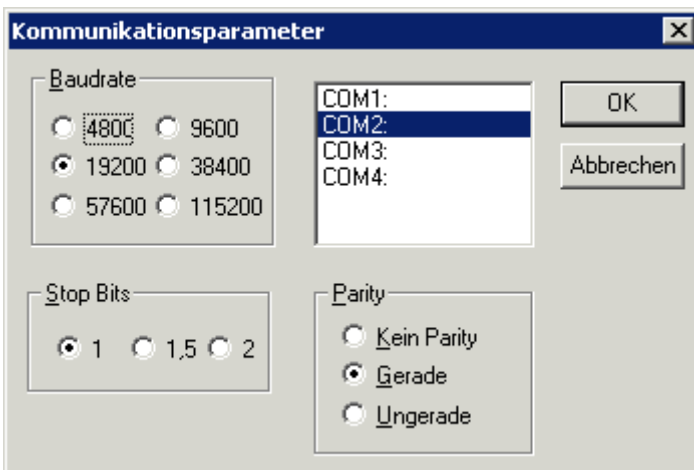 Kommunikationsparameter
Baudrate
4800 9600
19200 38400
57600 115200
COM1:
COM2:
COM3:
COM4:
OK
Abbrechen
Stop Bits
1 1,5 2
Parity
Kein Parity
Gerade
Ungerade